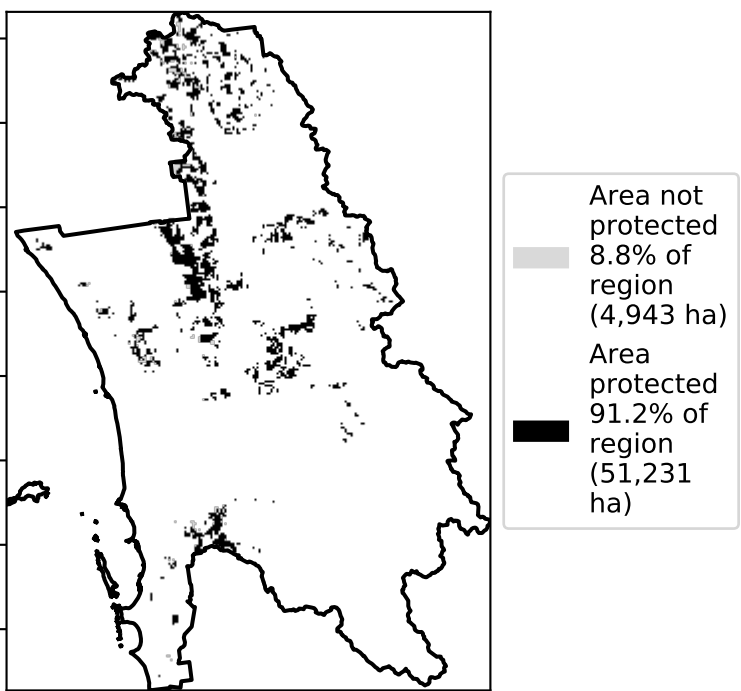 Area not
protected
8.8% of
region
(4,943 ha)
Area
protected
91.2% of
region
(51,231
ha)